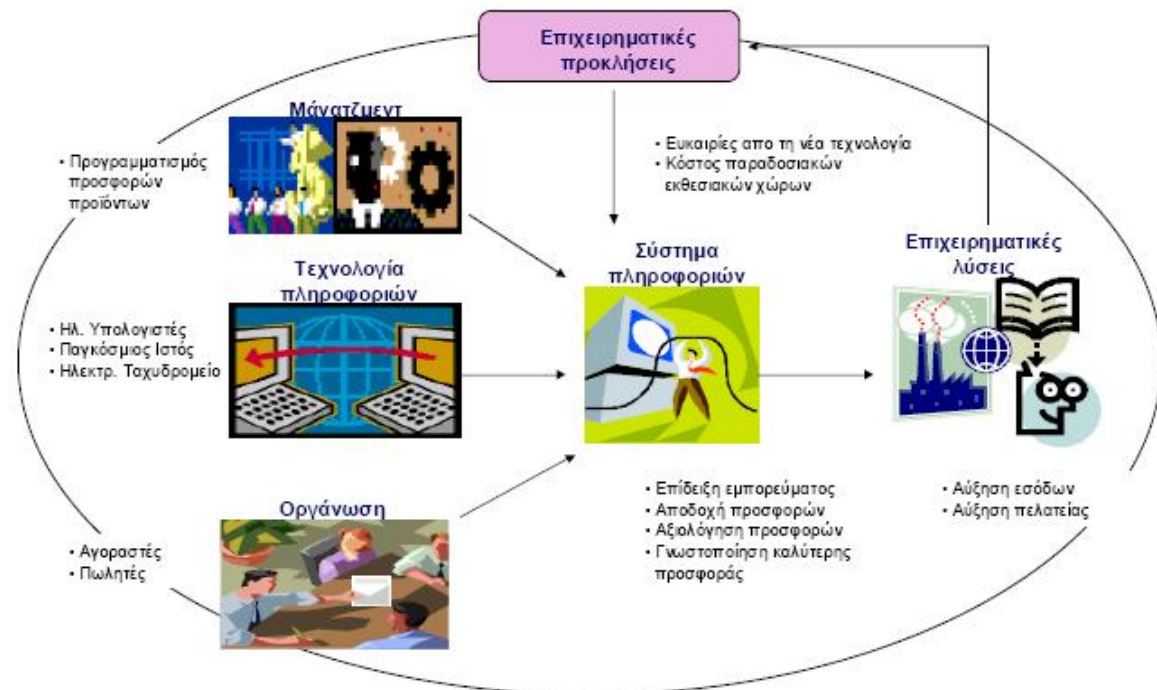 Επιχειρηματικές
προκλήσεις
Μάνατζμεντ
• Προγραμματισμός
προσφορών
προϊόντων
• Ευκαιρίες απο τη νέα τεχνολογία
• Κόστος παραδοσιακών
εκθεσιακών χώρων
Τεχνολογία
πληροφοριών
• Ηλ. Υπολογιστές
• Παγκόσμιος Ιστός
• Ηλεκτρ. Ταχυδρομείο
Σύστημα
πληροφοριών
Επιχειρηματικές
λύσεις
Οργάνωση
• Αγοραστές
• Πωλητές
• Επίδειξη εμπορεύματος
• Αποδοχή προσφορών
• Αξιολόγηση προσφορών
• Γνωστοποίηση καλύτερης
προσφοράς
• Αύξηση εσόδων
• Αύξηση πελατείας